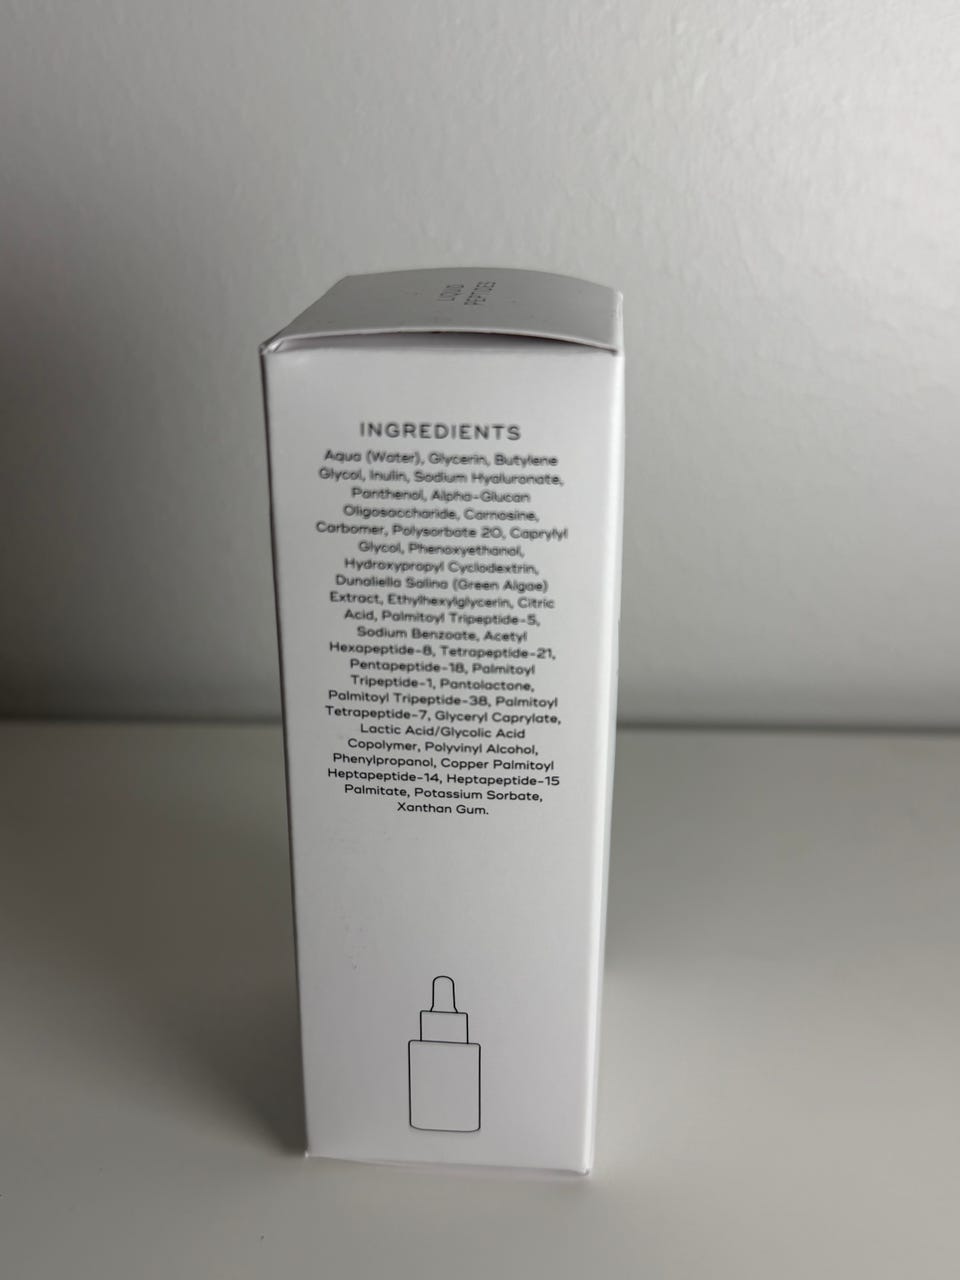 LIQUID
PEPTIDES
INGREDIENTS
Aqua (Water), Glycerin, Butylene
Glycol, Inulin, Sodium Hyaluronate,
Panthenol, Alpha-Glucan
Oligosaccharide, Carnosine,
Carbomer, Polysorbate 20, Caprylyl
Glycol, Phenoxyethanol,
Hydroxypropyl Cyclodextrin,
Dunaliella Salina (Green Algae)
Extract, Ethylhexylglycerin, Citric
Acid, Palmitoyl Tripeptide-5,
Sodium Benzoate, Acetyl
Hexapeptide-8, Tetrapeptide-21,
Pentapeptide-18, Palmitoyl
Tripeptide-1, Pantolactone,
Palmitoyl Tripeptide-38, Palmitoyl
Tetrapeptide-7, Glyceryl Caprylate,
Lactic Acid/Glycolic Acid
Copolymer, Polyvinyl Alcohol,
Phenylpropanol, Copper Palmitoyl
Heptapeptide-14, Heptapeptide-15
Palmitate, Potassium Sorbate,
Xanthan Gum.